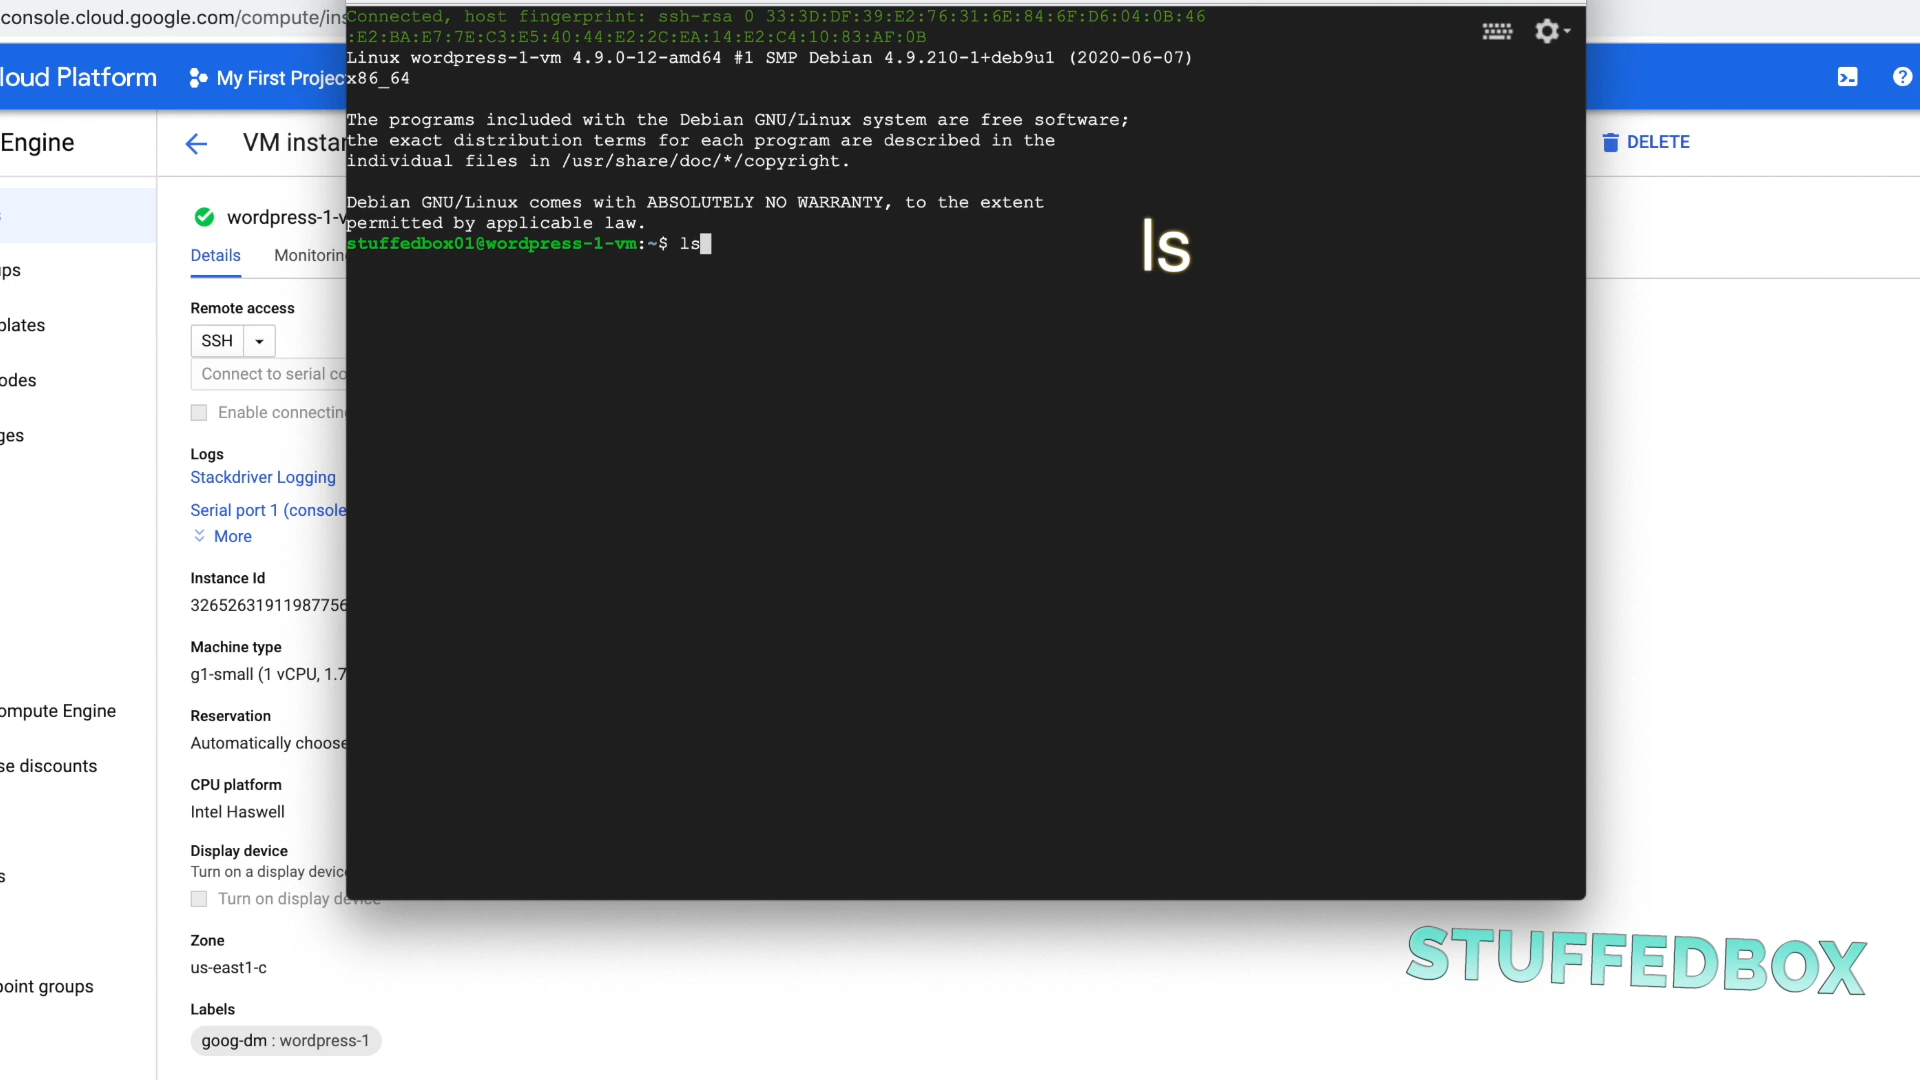 console.cloud.google.com/compute/ins
loud Platform
My First Projec
Engine
VM instan
DELETE
ps
plates
odes
ges
ompute Engine
se discounts
s
point groups
wordpress-1-v
Details
Monitorin
Remote access
SSH
Connect to serial co
Enable connectin
Logs
Stackdriver Logging
Serial port 1 (console
More
Instance Id
32652631911987756
Machine type
g1-small (1 vCPU, 1.7
Reservation
Automatically choose
CPU platform
Intel Haswell
Display device
Turn on a display device
Turn on display device
Zone
us-east1-c
Labels
goog-dm : wordpress-1
Connected, host fingerprint: ssh-rsa 0 33:3D:DF:39:E2:76:31:6E:84:6F:D6:04:0B:46
:E2:BA:E7:7E:C3:E5:40:44:E2:2C:EA:14:E2:C4:10:83:AF:0B
Linux wordpress-1-vm 4.9.0-12-amd64 #1 SMP Debian 4.9.210-1+deb9u1 (2020-06-07)
x86_64
The programs included with the Debian GNU/Linux system are free software;
the exact distribution terms for each program are described in the
individual files in /usr/share/doc/*/copyright.
Debian GNU/Linux comes with ABSOLUTELY NO WARRANTY, to the extent
permitted by applicable law.
stuffedbox01@wordpress-1-vm:~$ ls
ls
STUFFEDBOX